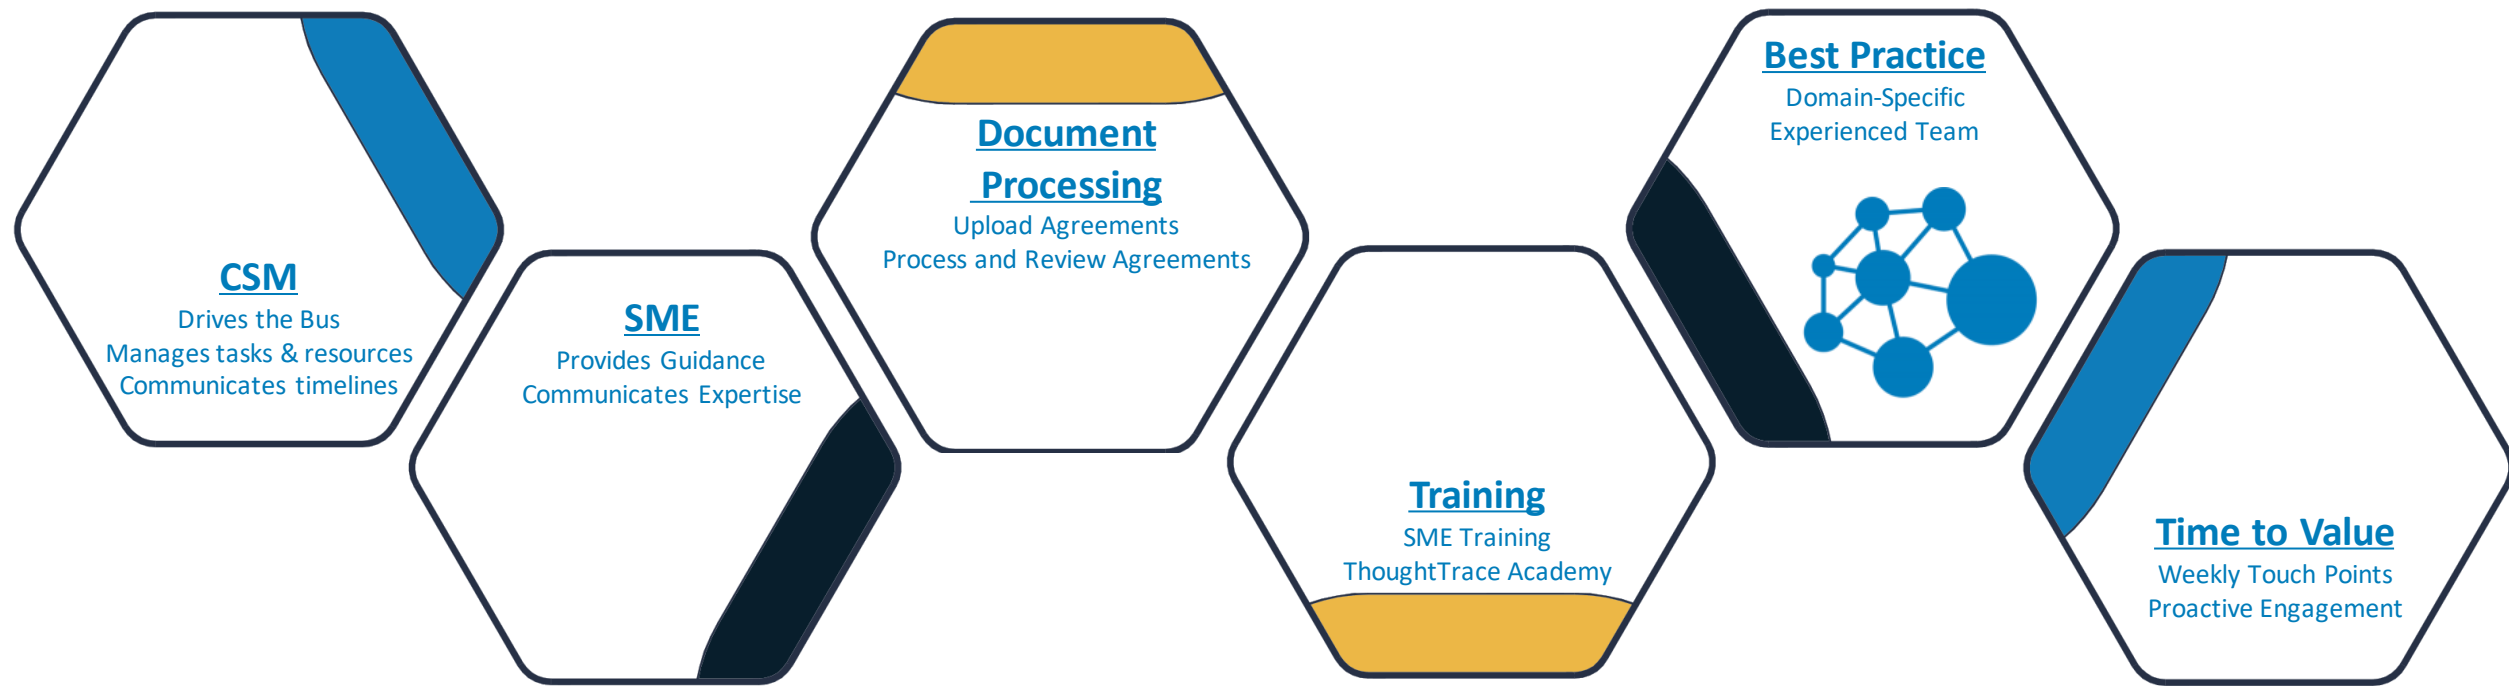 CSM
Drives the Bus
Manages tasks & resources
Communicates timelines
SME
Provides Guidance
Communicates Expertise
Document
Processing
Upload Agreements
Process and Review Agreements
Training
SME Training
ThoughtTrace Academy
Best Practice
Domain-Specific
Experienced Team
Time to Value
Weekly Touch Points
Proactive Engagement